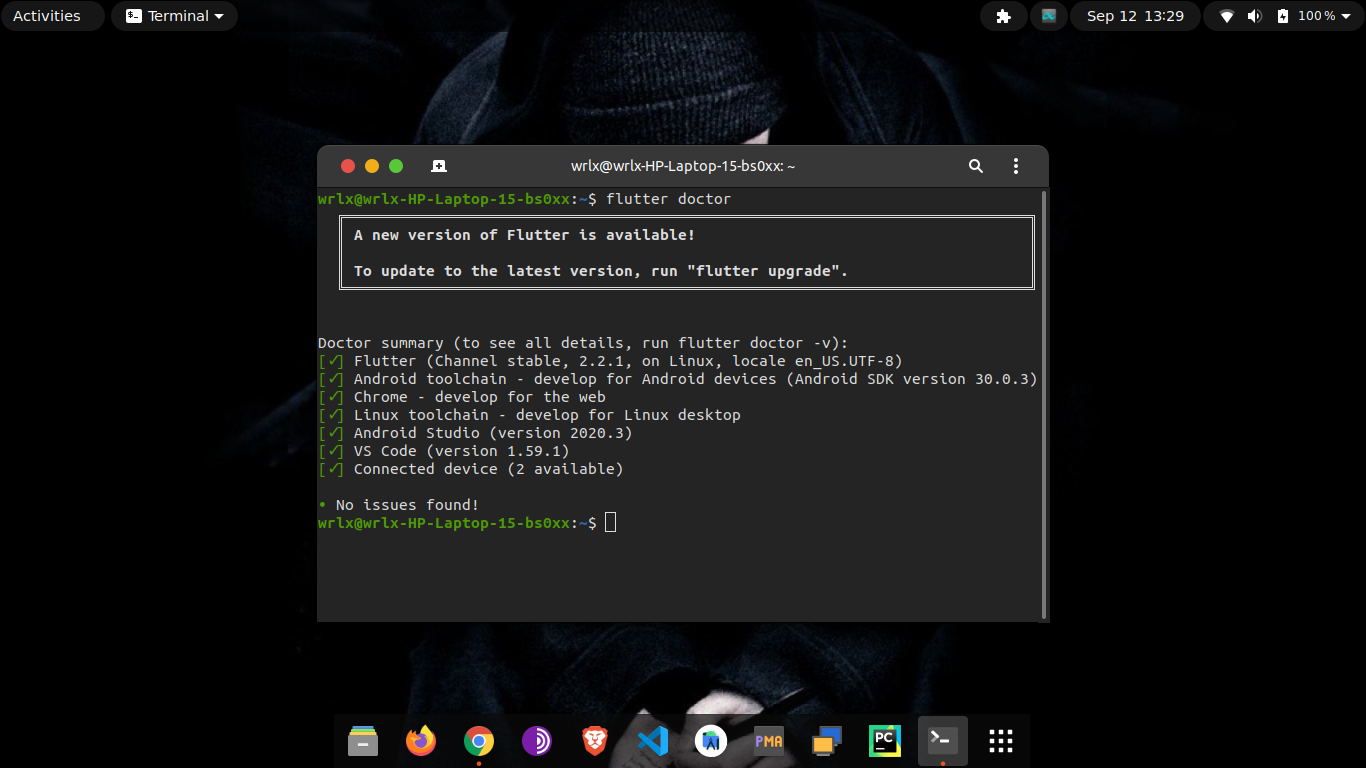 Activities
Terminal
Sep 12 13:29
100 %
wrlx@wrlx-HP-Laptop-15-bs0xx: ~
wrlx@wrlx-HP-Laptop-15-bs0xx:~$ flutter doctor
A new version of Flutter is available!
To update to the latest version, run "flutter upgrade".
Doctor summary (to see all details, run flutter doctor -v):
[✓] Flutter (Channel stable, 2.2.1, on Linux, locale en_US.UTF-8)
[✓] Android toolchain - develop for Android devices (Android SDK version 30.0.3)
[✓] Chrome - develop for the web
[✓] Linux toolchain - develop for Linux desktop
[✓] Android Studio (version 2020.3)
[✓] VS Code (version 1.59.1)
[✓] Connected device (2 available)
• No issues found!
wrlx@wrlx-HP-Laptop-15-bs0xx:~$
PMA
PC